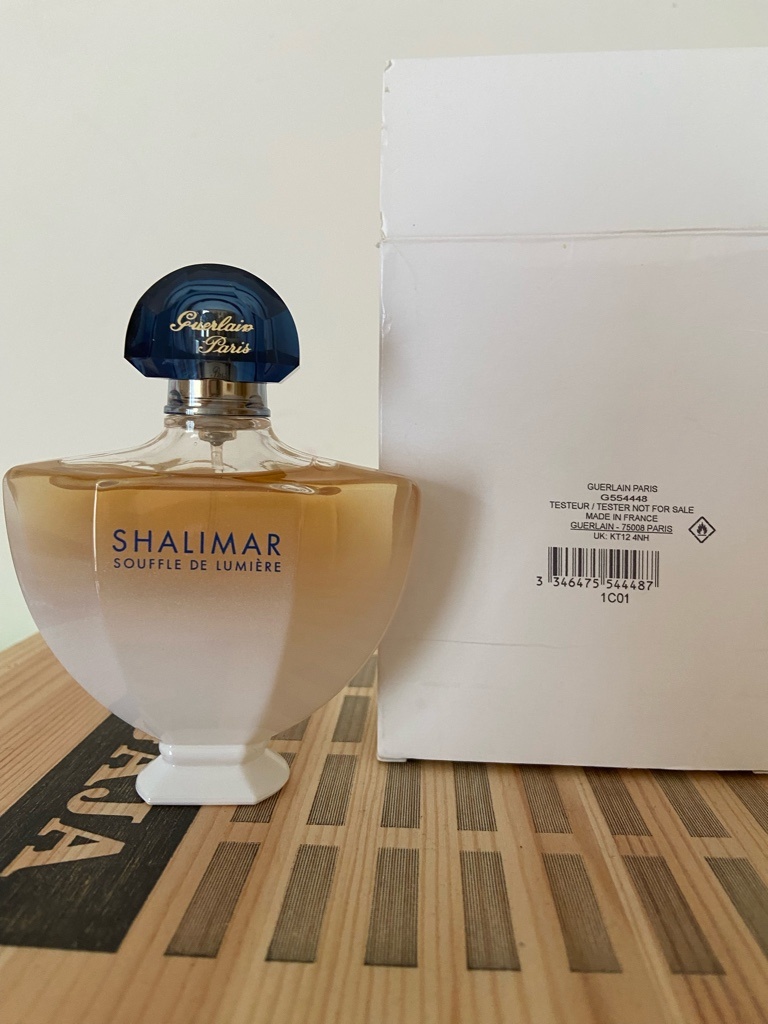 Guerlain
Paris
SHALIMAR
SOUFFLE DE LUMIÈRE
GUERLAIN PARIS
G554448
TESTEUR / TESTER NOT FOR SALE
MADE IN FRANCE
GUERLAIN - 75008 PARIS
UK: KT12 4NH
3 346475 544487
1C01